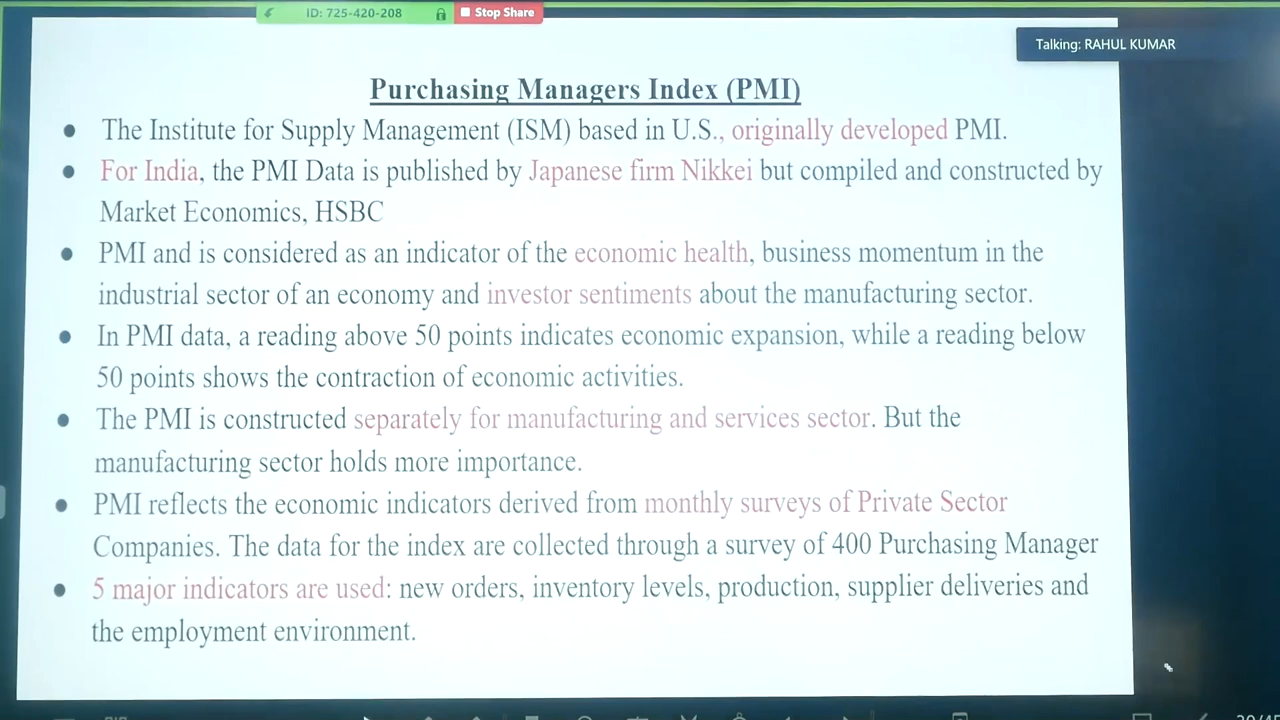 ID: 725-420-208
Stop Share
Talking: RAHUL KUMAR
Purchasing Managers Index (PMI)
● The Institute for Supply Management (ISM) based in U.S., originally developed PMI.
● For India, the PMI Data is published by Japanese firm Nikkei but compiled and constructed by
Market Economics, HSBC
● PMI and is considered as an indicator of the economic health, business momentum in the
industrial sector of an economy and investor sentiments about the manufacturing sector.
● In PMI data, a reading above 50 points indicates economic expansion, while a reading below
50 points shows the contraction of economic activities.
● The PMI is constructed separately for manufacturing and services sector. But the
manufacturing sector holds more importance.
● PMI reflects the economic indicators derived from monthly surveys of Private Sector
Companies. The data for the index are collected through a survey of 400 Purchasing Manager
● 5 major indicators are used: new orders, inventory levels, production, supplier deliveries and
the employment environment.